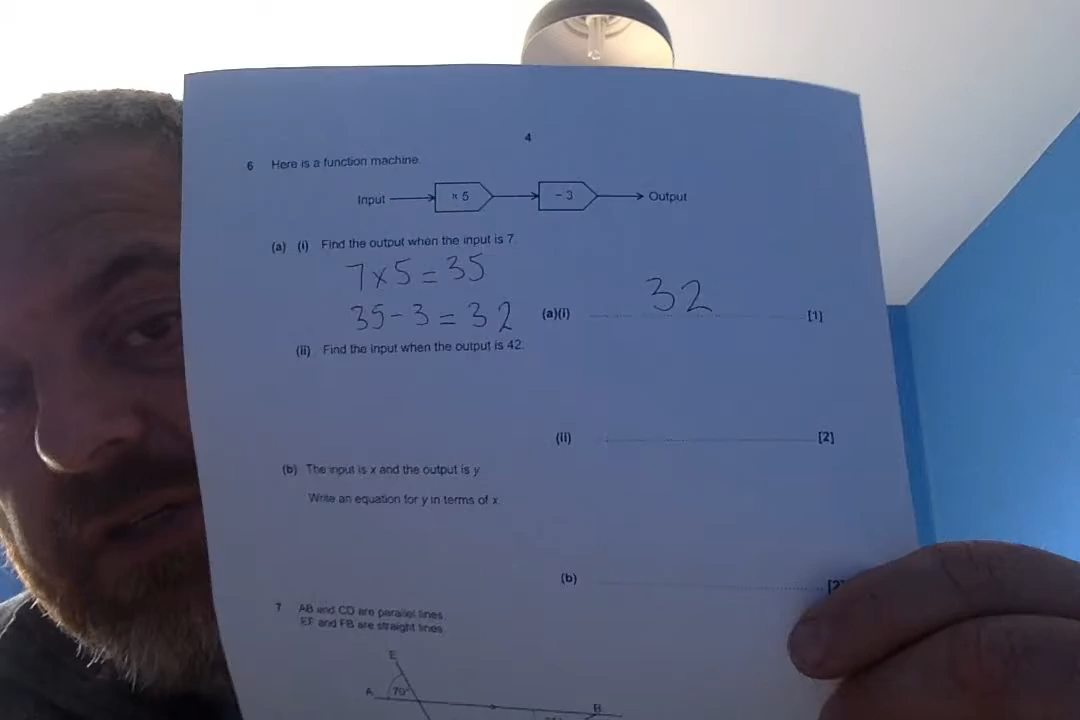 4
6 Here is a function machine.
Input × 5 − 3 Output
(a) (i) Find the output when the input is 7.
7 × 5 = 35
35 − 3 = 32
(a)(i) 32 [1]
(ii) Find the input when the output is 42.
(ii) [2]
(b) The input is x and the output is y.
Write an equation for y in terms of x.
(b)
7 AB and CD are parallel lines.
EF and FB are straight lines.
E
A 70°
B